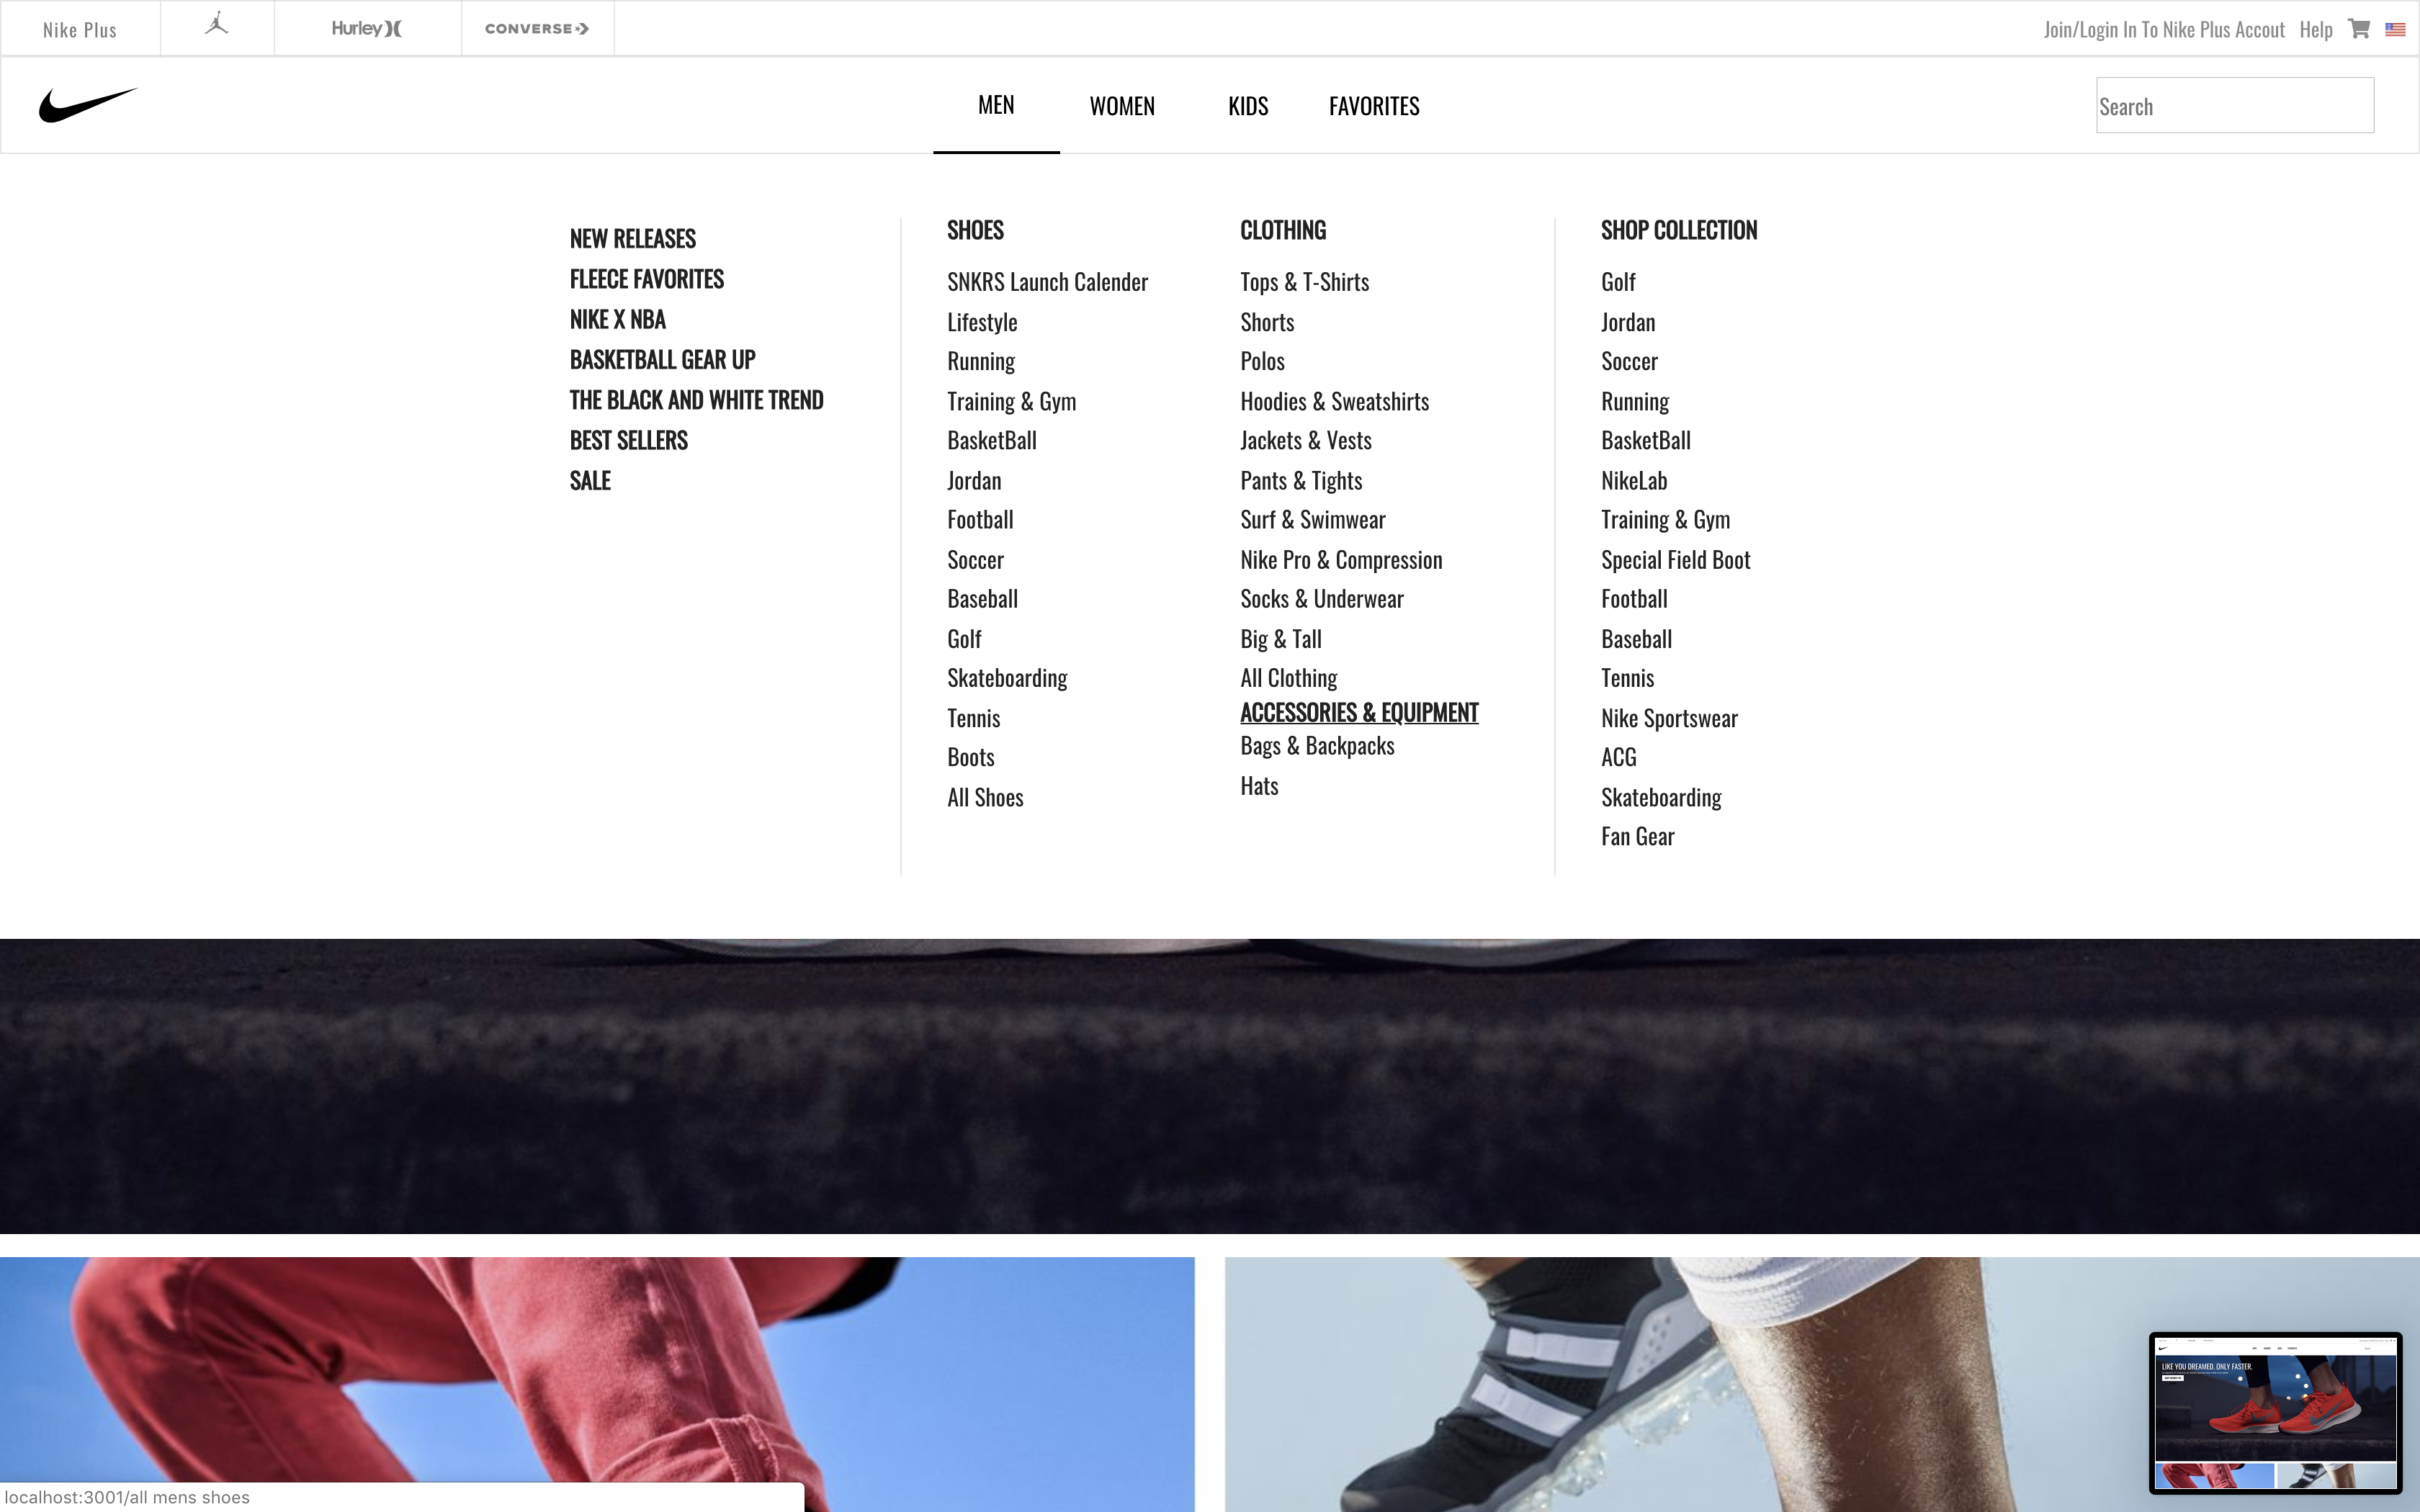 Nike Plus
Hurley
CONVERSE
Join/Login In To Nike Plus Accout
Help
MEN
WOMEN
KIDS
FAVORITES
Search
NEW RELEASES
FLEECE FAVORITES
NIKE X NBA
BASKETBALL GEAR UP
THE BLACK AND WHITE TREND
BEST SELLERS
SALE
SHOES
SNKRS Launch Calender
Lifestyle
Running
Training & Gym
BasketBall
Jordan
Football
Soccer
Baseball
Golf
Skateboarding
Tennis
Boots
All Shoes
CLOTHING
Tops & T-Shirts
Shorts
Polos
Hoodies & Sweatshirts
Jackets & Vests
Pants & Tights
Surf & Swimwear
Nike Pro & Compression
Socks & Underwear
Big & Tall
All Clothing
ACCESSORIES & EQUIPMENT
Bags & Backpacks
Hats
SHOP COLLECTION
Golf
Jordan
Soccer
Running
BasketBall
NikeLab
Training & Gym
Special Field Boot
Football
Baseball
Tennis
Nike Sportswear
ACG
Skateboarding
Fan Gear
LIKE YOU DREAMED. ONLY FASTER.
localhost:3001/all mens shoes